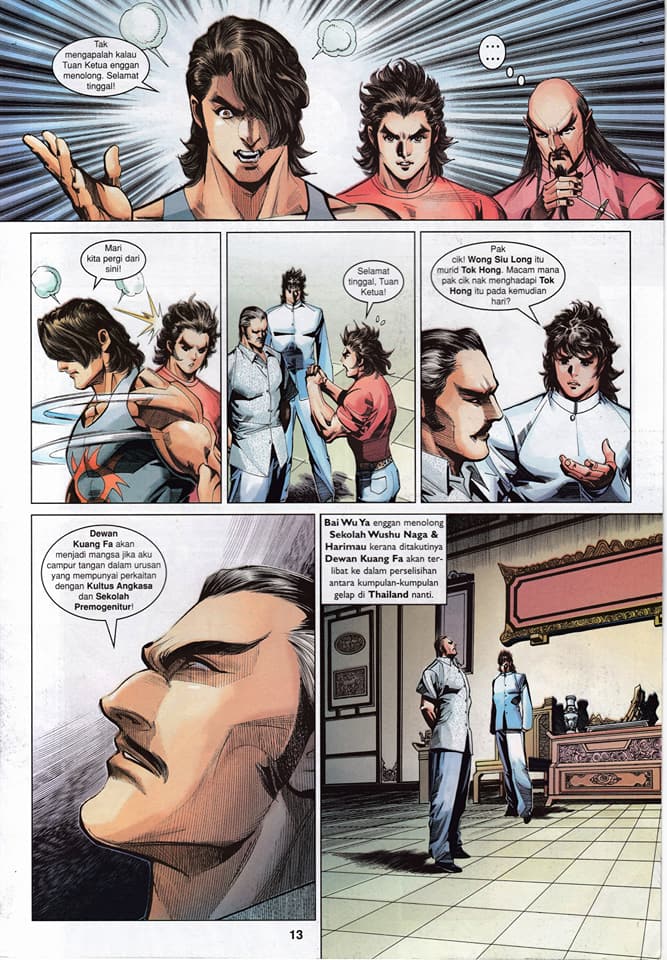 Tak
mengapalah kalau
Tuan Ketua enggan
menolong. Selamat
tinggal!
...
Mari
kita pergi dari
sini!
Selamat
tinggal, Tuan
Ketua!
Pak
cik! Wong Siu Long itu
murid Tok Hong. Macam mana
pak cik nak menghadapi Tok
Hong itu pada kemudian
hari?
Dewan
Kuang Fa akan
menjadi mangsa jika aku
campur tangan dalam urusan
yang mempunyai perkaitan
dengan Kultus Angkasa
dan Sekolah
Premogenitur!
Bai Wu Ya enggan menolong
Sekolah Wushu Naga &
Harimau kerana ditakutinya
Dewan Kuang Fa akan ter-
libat ke dalam perselisihan
antara kumpulan-kumpulan
gelap di Thailand nanti.
13